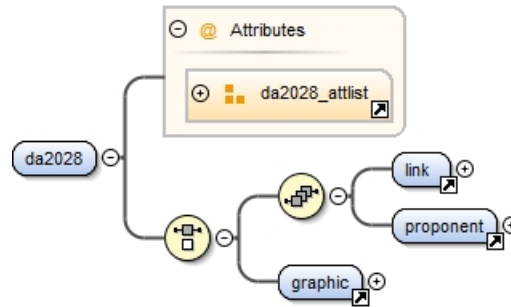 @ Attributes
da2028_attlist
da2028
link
proponent
graphic